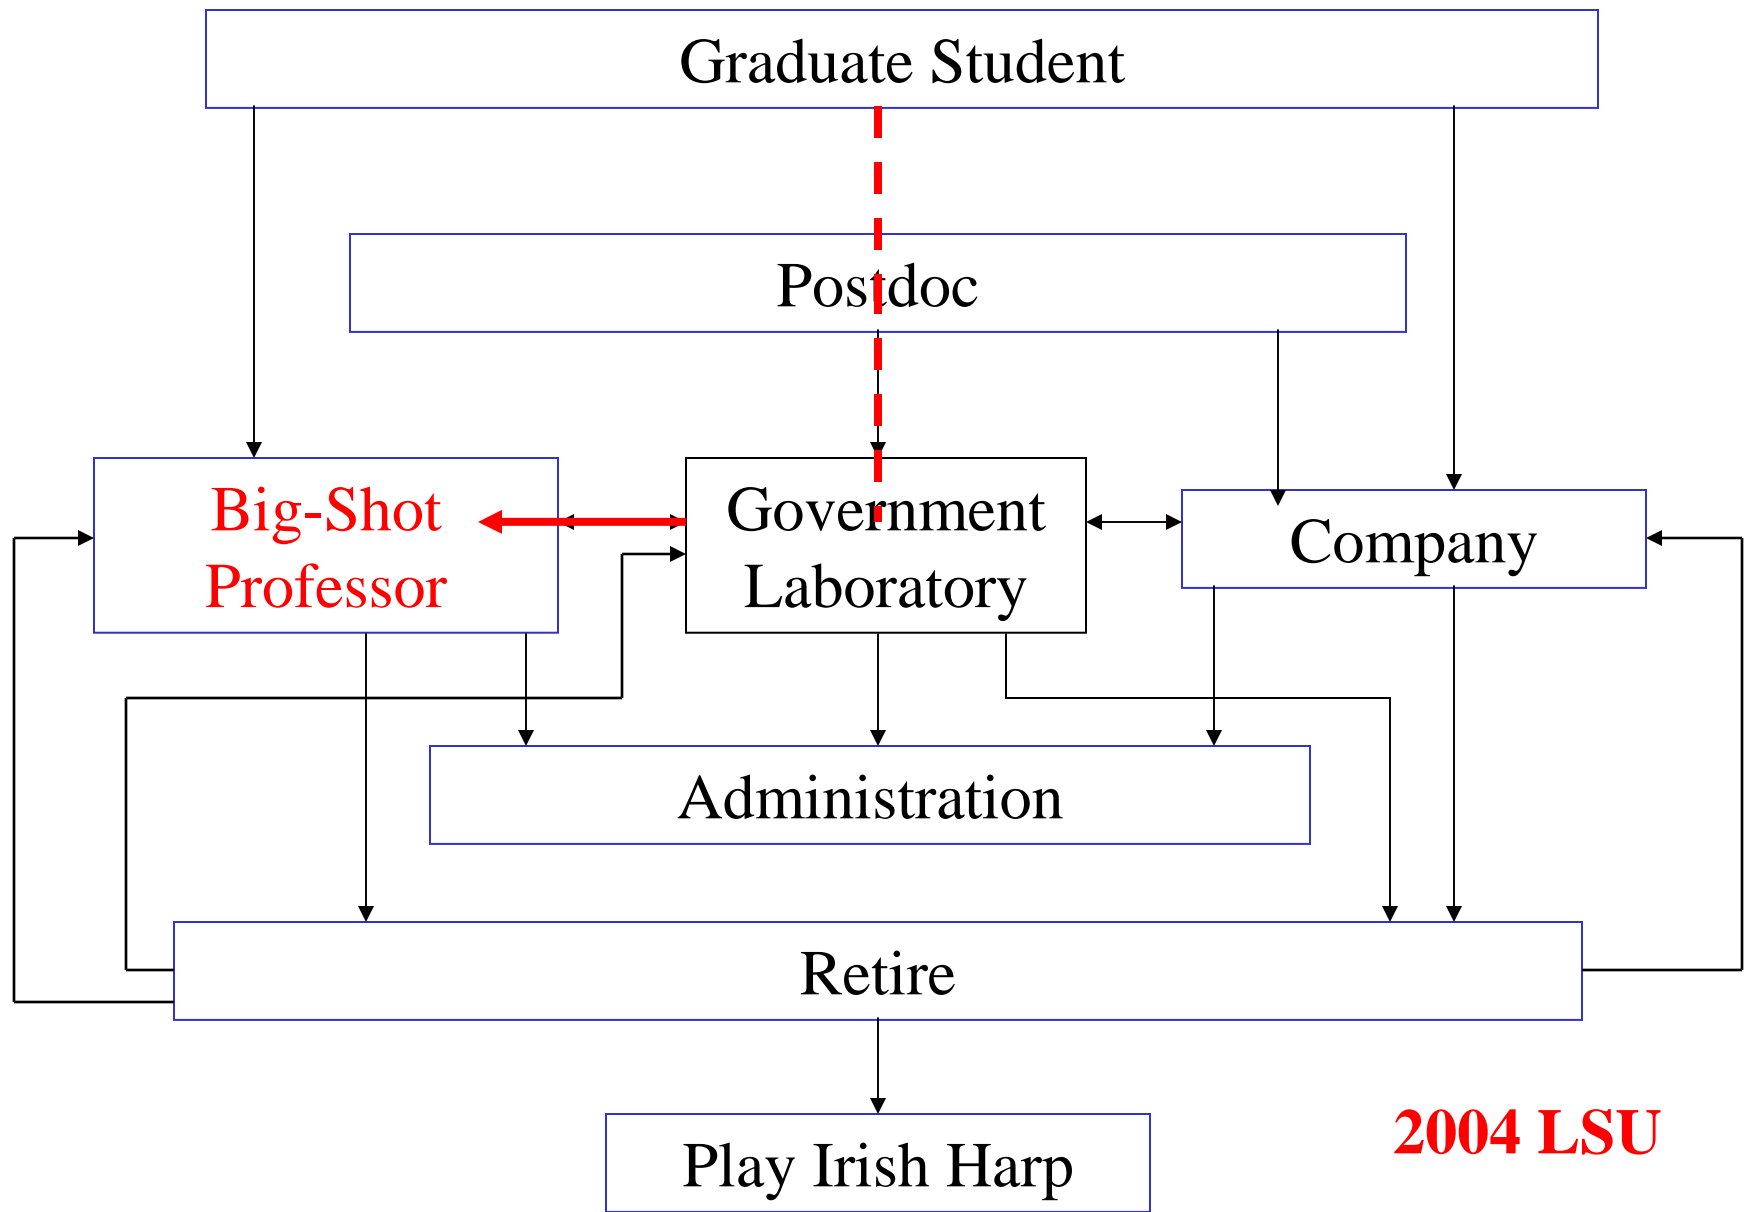 Graduate Student
Postdoc
Big-Shot
Professor
Government
Laboratory
Company
Administration
Retire
Play Irish Harp
2004 LSU